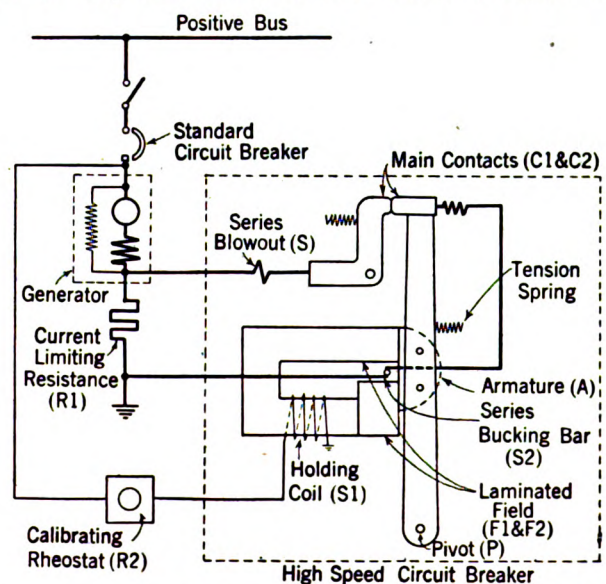 Positive Bus
Standard
Circuit Breaker
Main Contacts (C1&C2)
Series
Blowout (S)
Tension
Spring
Generator
Current
Limiting
Resistance
(R1)
Armature (A)
Series
Bucking Bar
(S2)
Holding
Coil (S1)
Laminated
Field
(F1&F2)
Calibrating
Rheostat (R2)
Pivot (P)
High Speed Circuit Breaker